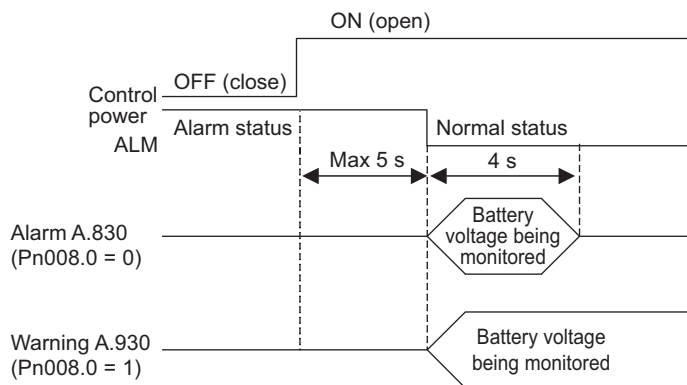 ON (open)
OFF (close)
Control
power
ALM
Alarm status
Normal status
Max 5 s
4 s
Alarm A.830
(Pn008.0 = 0)
Battery
voltage being
monitored
Warning A.930
(Pn008.0 = 1)
Battery voltage
being monitored